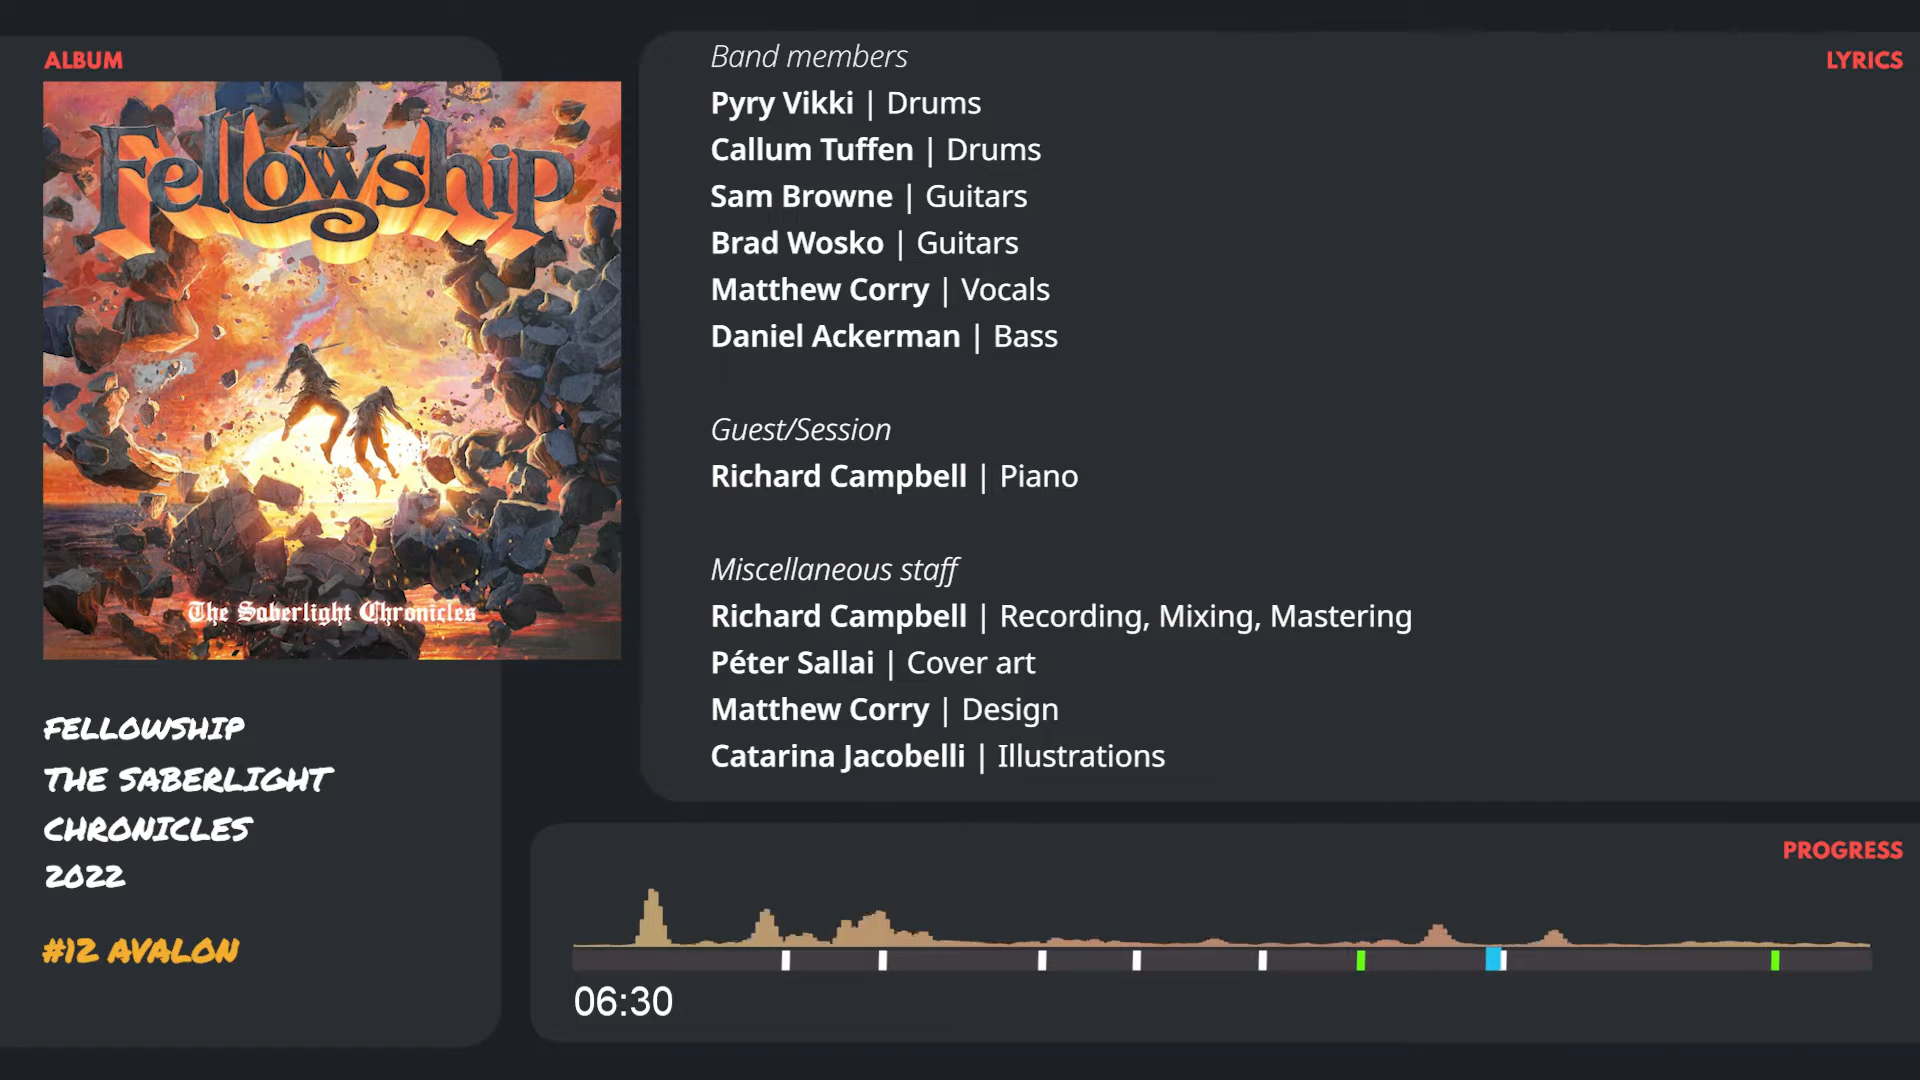 ALBUM
Fellowship
The Saberlight Chronicles
FELLOWSHIP
THE SABERLIGHT
CHRONICLES
2022
#12 AVALON
LYRICS
Band members
Pyry Vikki | Drums
Callum Tuffen | Drums
Sam Browne | Guitars
Brad Wosko | Guitars
Matthew Corry | Vocals
Daniel Ackerman | Bass
Guest/Session
Richard Campbell | Piano
Miscellaneous staff
Richard Campbell | Recording, Mixing, Mastering
Péter Sallai | Cover art
Matthew Corry | Design
Catarina Jacobelli | Illustrations
PROGRESS
06:30